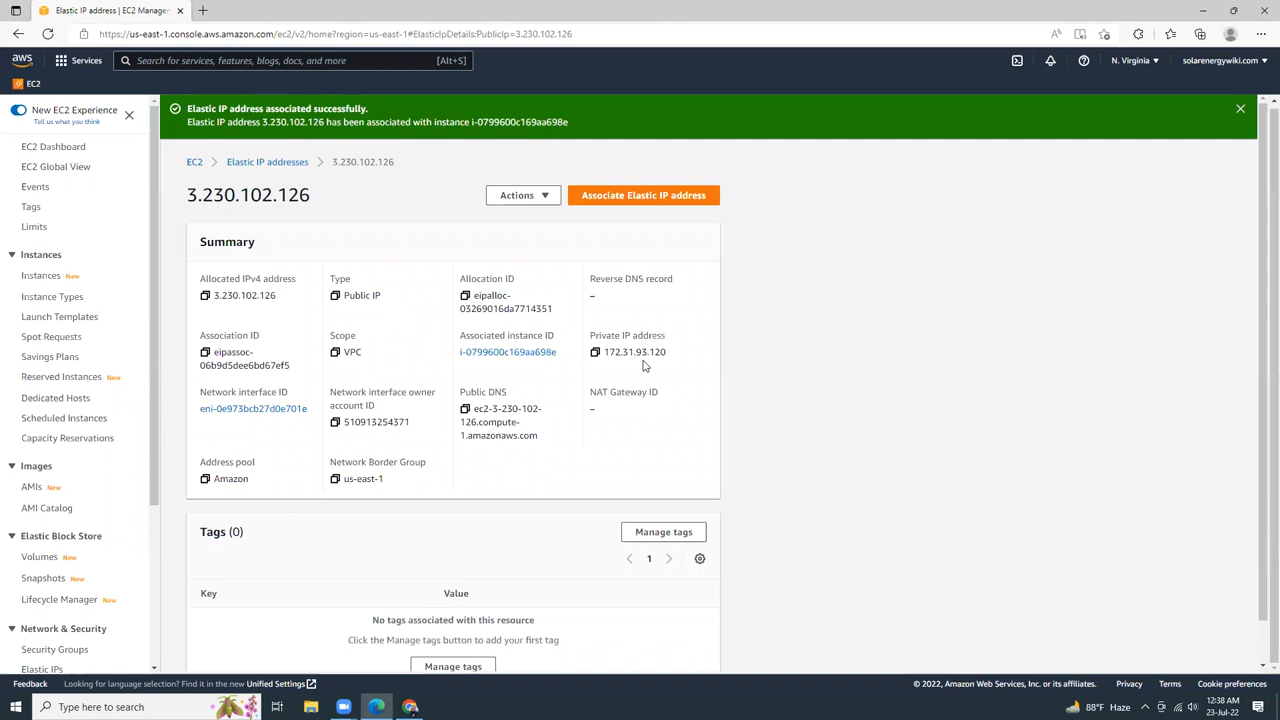 Elastic IP address | EC2 Manager
https://us-east-1.console.aws.amazon.com/ec2/v2/home?region=us-east-1#ElasticIpDetails:PublicIp=3.230.102.126
aws
Services
Search for services, features, blogs, docs, and more
[Alt+S]
N. Virginia
solarenergywiki.com
EC2
New EC2 Experience
Tell us what you think
EC2 Dashboard
EC2 Global View
Events
Tags
Limits
Instances
Instances New
Instance Types
Launch Templates
Spot Requests
Savings Plans
Reserved Instances New
Dedicated Hosts
Scheduled Instances
Capacity Reservations
Images
AMIs New
AMI Catalog
Elastic Block Store
Volumes New
Snapshots New
Lifecycle Manager New
Network & Security
Security Groups
Elastic IPs
Elastic IP address associated successfully.
Elastic IP address 3.230.102.126 has been associated with instance i-0799600c169aa698e
EC2
Elastic IP addresses
3.230.102.126
3.230.102.126
Actions
Associate Elastic IP address
Summary
Allocated IPv4 address
3.230.102.126
Type
Public IP
Allocation ID
eipalloc-
03269016da7714351
Reverse DNS record
–
Association ID
eipassoc-
06b9d5dee6bd67ef5
Scope
VPC
Associated instance ID
i-0799600c169aa698e
Private IP address
172.31.93.120
Network interface ID
eni-0e973bcb27d0e701e
Network interface owner
account ID
510913254371
Public DNS
ec2-3-230-102-
126.compute-
1.amazonaws.com
NAT Gateway ID
–
Address pool
Amazon
Network Border Group
us-east-1
Tags (0)
Manage tags
1
Key
Value
No tags associated with this resource
Click the Manage tags button to add your first tag
Manage tags
Feedback
Looking for language selection? Find it in the new Unified Settings
© 2022, Amazon Web Services, Inc. or its affiliates.
Privacy
Terms
Cookie preferences
Type here to search
88°F Haze
12:38 AM
23-Jul-22